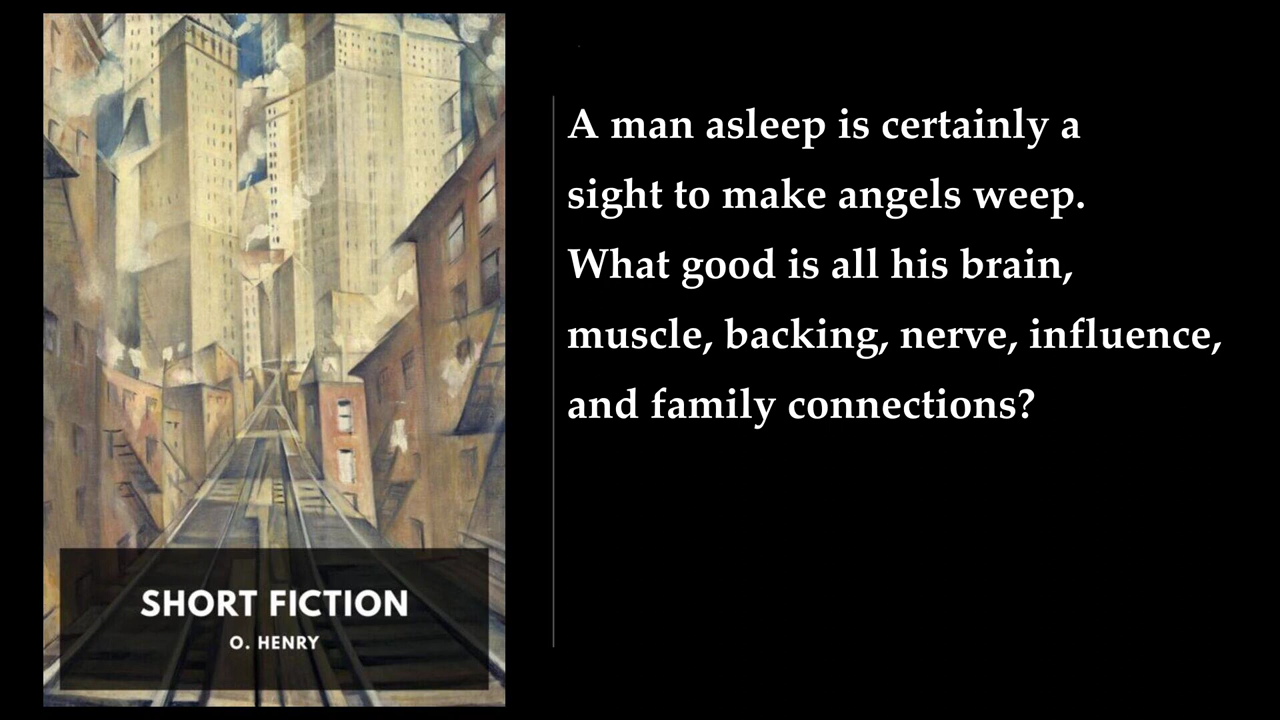 A man asleep is certainly a
sight to make angels weep.
What good is all his brain,
muscle, backing, nerve, influence,
and family connections?
SHORT FICTION
O. HENRY